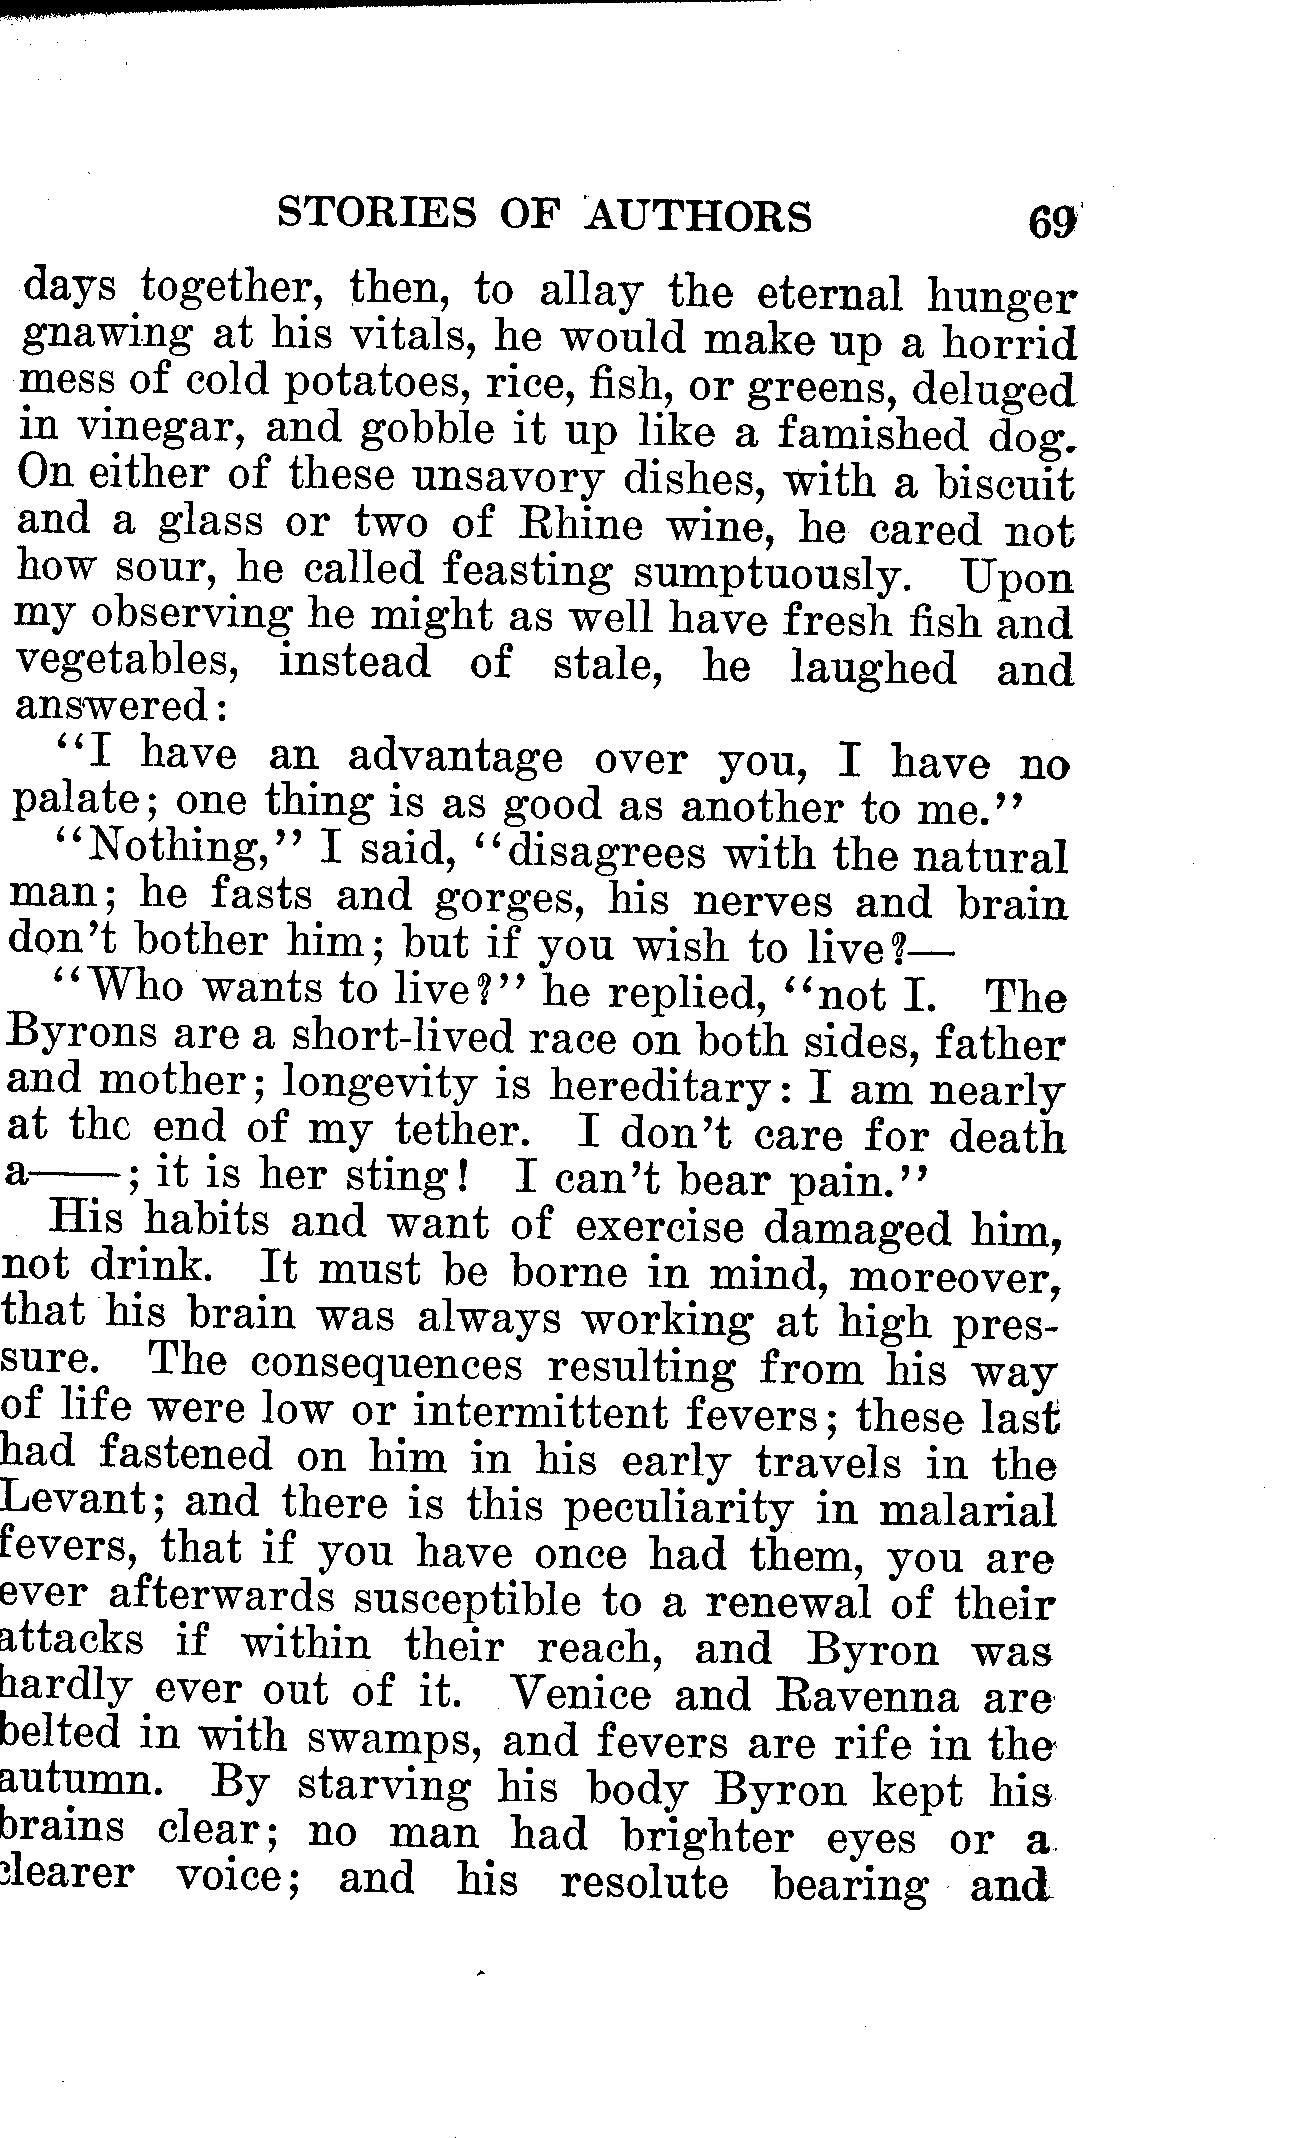 STORIES OF AUTHORS 69
days together, then, to allay the eternal hunger
gnawing at his vitals, he would make up a horrid
mess of cold potatoes, rice, fish, or greens, deluged
in vinegar, and gobble it up like a famished dog.
On either of these unsavory dishes, with a biscuit
and a glass or two of Rhine wine, he cared not
how sour, he called feasting sumptuously. Upon
my observing he might as well have fresh fish and
vegetables, instead of stale, he laughed and
answered:
"I have an advantage over you, I have no
palate; one thing is as good as another to me."
"Nothing," I said, "disagrees with the natural
man; he fasts and gorges, his nerves and brain
don't bother him; but if you wish to live?—
"Who wants to live?" he replied, "not I. The
Byrons are a short-lived race on both sides, father
and mother; longevity is hereditary: I am nearly
at the end of my tether. I don't care for death
a——; it is her sting! I can't bear pain."
His habits and want of exercise damaged him,
not drink. It must be borne in mind, moreover,
that his brain was always working at high pres-
sure. The consequences resulting from his way
of life were low or intermittent fevers; these last
had fastened on him in his early travels in the
Levant; and there is this peculiarity in malarial
fevers, that if you have once had them, you are
ever afterwards susceptible to a renewal of their
attacks if within their reach, and Byron was
hardly ever out of it. Venice and Ravenna are
belted in with swamps, and fevers are rife in the
autumn. By starving his body Byron kept his
brains clear; no man had brighter eyes or a
clearer voice; and his resolute bearing and